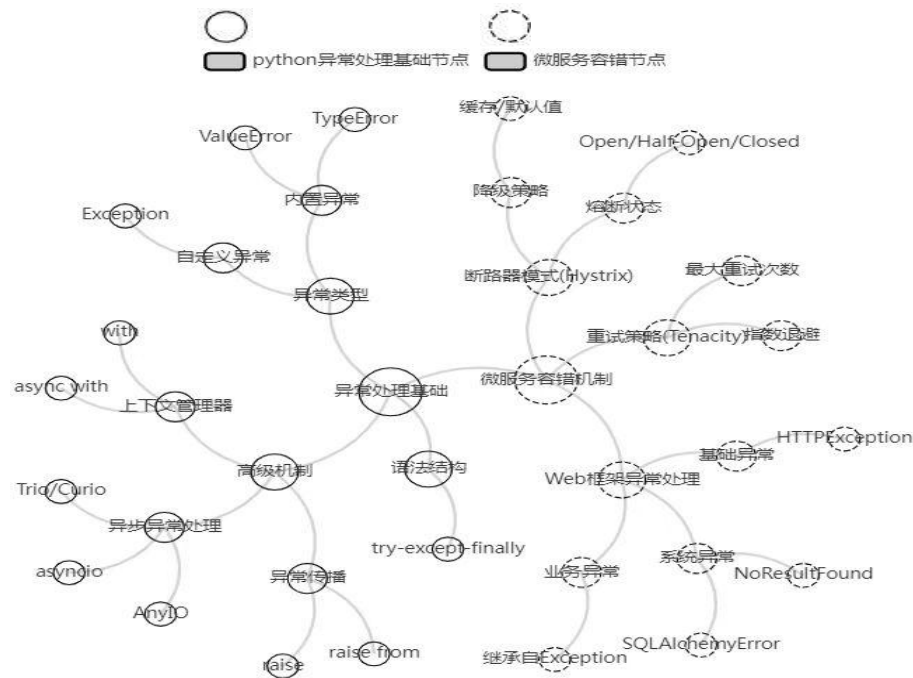 python异常处理基础节点
微服务容错节点
缓存/默认值
TypeError
ValueError
Open/Half-Open/Closed
降级策略
内置异常
熔断状态
Exception
自定义异常
断路器模式(Hystrix)
最大重试次数
异常类型
with
重试策略(Tenacity)
指数退避
async with
异常处理基础
微服务容错机制
上下文管理器
HTTPException
基础异常
高级机制
语法结构
Web框架异常处理
Trio/Curio
异步异常处理
try-except-finally
系统异常
asyncio
异常传播
业务异常
NoResultFound
AnyIO
SQLAlchemyError
raise from
raise
继承自Exception